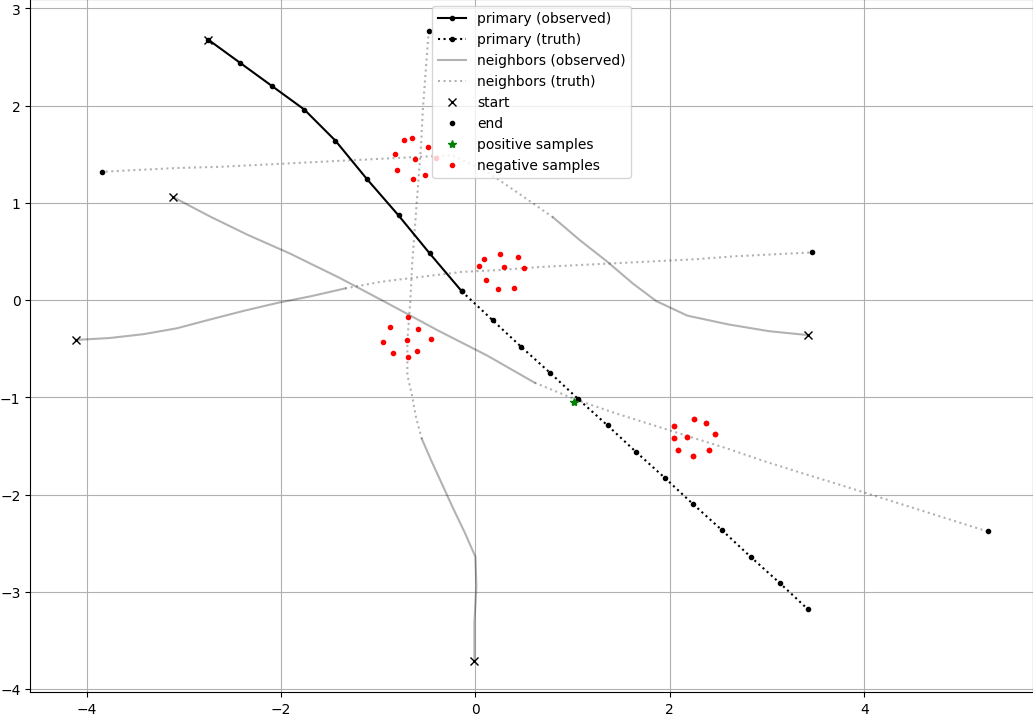 3
2
1
0
−1
−2
−3
−4
−4
−2
0
2
4
primary (observed)
primary (truth)
neighbors (observed)
neighbors (truth)
start
end
positive samples
negative samples